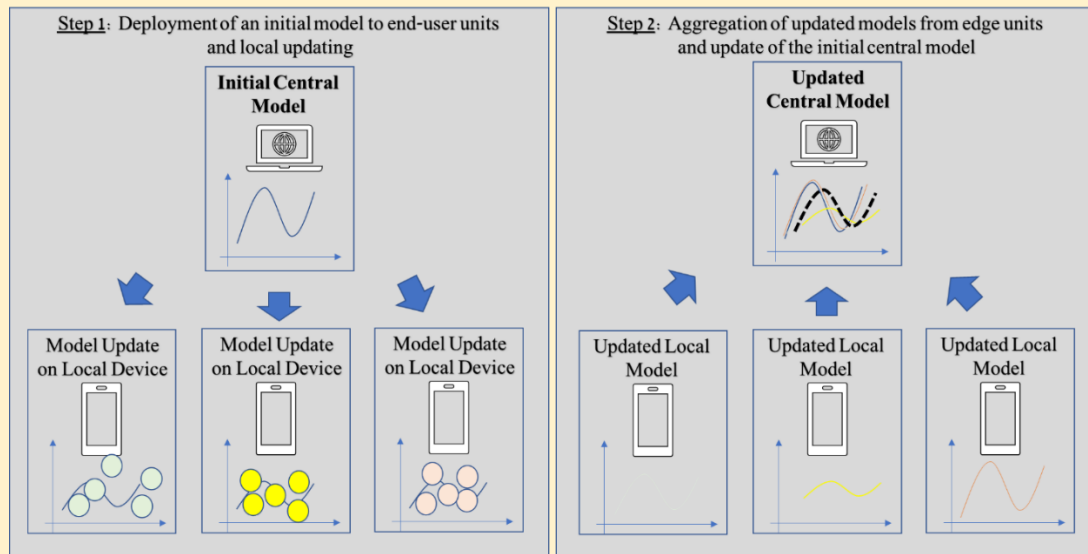 Step 1: Deployment of an initial model to end-user units
and local updating
Initial Central
Model
Model Update
on Local Device
Model Update
on Local Device
Model Update
on Local Device
Step 2: Aggregation of updated models from edge units
and update of the initial central model
Updated
Central Model
Updated Local
Model
Updated Local
Model
Updated Local
Model